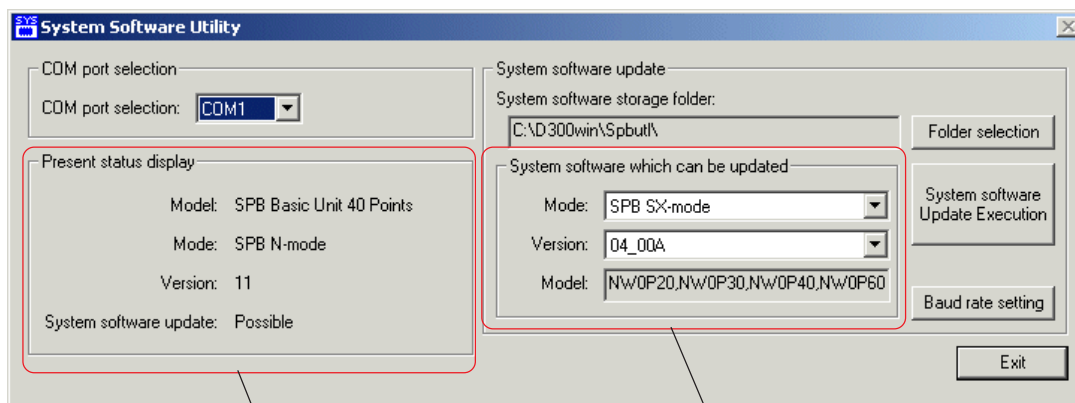 SYS
System Software Utility
COM port selection
COM port selection: COM1
Present status display
Model: SPB Basic Unit 40 Points
Mode: SPB N-mode
Version: 11
System software update: Possible
System software update
System software storage folder:
C:\D300win\Spbutl\
Folder selection
System software which can be updated
Mode: SPB SX-mode
Version: 04_00A
Model: NW0P20,NW0P30,NW0P40,NW0P60
System software
Update Execution
Baud rate setting
Exit